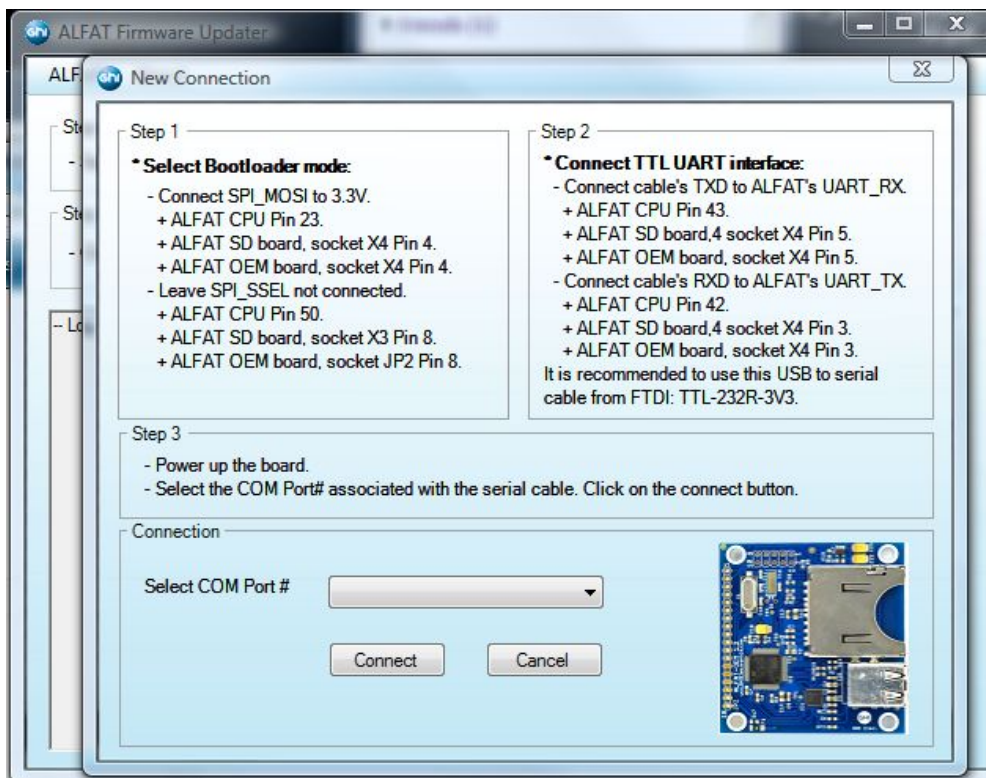 ALFAT Firmware Updater
New Connection
Step 1
* Select Bootloader mode:
- Connect SPI_MOSI to 3.3V.
+ ALFAT CPU Pin 23.
+ ALFAT SD board, socket X4 Pin 4.
+ ALFAT OEM board, socket X4 Pin 4.
- Leave SPI_SSEL not connected.
+ ALFAT CPU Pin 50.
+ ALFAT SD board, socket X3 Pin 8.
+ ALFAT OEM board, socket JP2 Pin 8.
Step 2
* Connect TTL UART interface:
- Connect cable's TXD to ALFAT's UART_RX.
+ ALFAT CPU Pin 43.
+ ALFAT SD board,4 socket X4 Pin 5.
+ ALFAT OEM board, socket X4 Pin 5.
- Connect cable's RXD to ALFAT's UART_TX.
+ ALFAT CPU Pin 42.
+ ALFAT SD board,4 socket X4 Pin 3.
+ ALFAT OEM board, socket X4 Pin 3.
It is recommended to use this USB to serial
cable from FTDI: TTL-232R-3V3.
Step 3
- Power up the board.
- Select the COM Port# associated with the serial cable. Click on the connect button.
Connection
Select COM Port #
Connect
Cancel